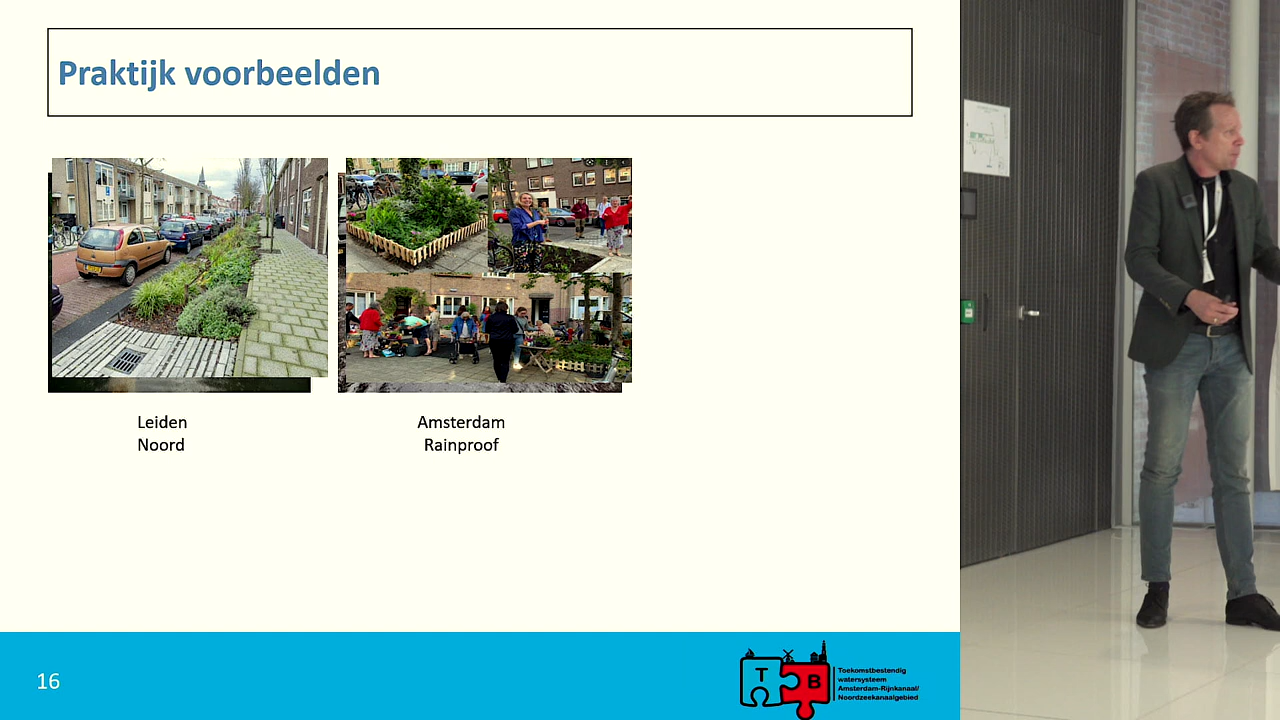 Praktijk voorbeelden
Leiden
Noord
Amsterdam
Rainproof
16
T
B
Toekomstbestendig
watersysteem
Amsterdam-Rijnkanaal/
Noordzeekanaalgebied